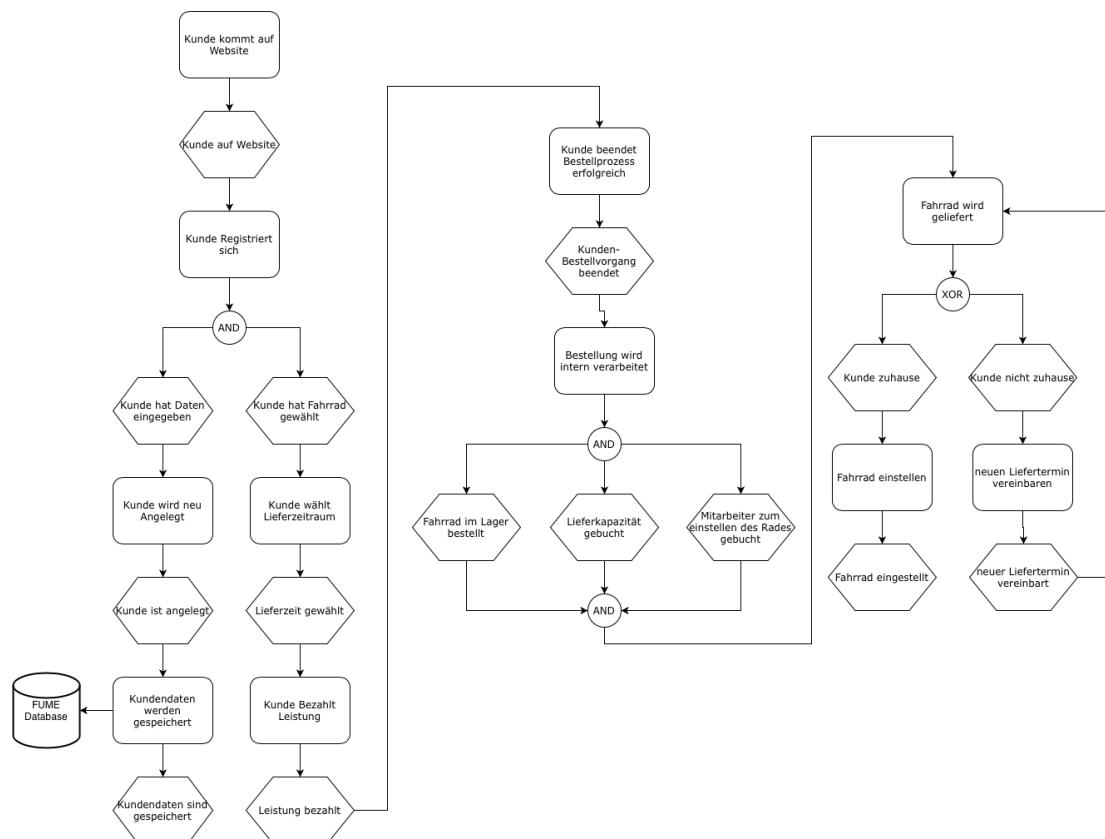 Kunde kommt auf
Website
Kunde auf Website
Kunde Registriert
sich
AND
Kunde hat Daten
eingegeben
Kunde hat Fahrrad
gewählt
Kunde wird neu
Angelegt
Kunde wählt
Lieferzeitraum
Kunde ist angelegt
Lieferzeit gewählt
FUME
Database
Kundendaten
werden
gespeichert
Kunde Bezahlt
Leistung
Kundendaten sind
gespeichert
Leistung bezahlt
Kunde beendet
Bestellprozess
erfolgreich
Kunden-
Bestellvorgang
beendet
Bestellung wird
intern verarbeitet
AND
Fahrrad im Lager
bestellt
Lieferkapazität
gebucht
Mitarbeiter zum
einstellen des Rades
gebucht
AND
Fahrrad wird
geliefert
XOR
Kunde zuhause
Kunde nicht zuhause
Fahrrad einstellen
neuen Liefertermin
vereinbaren
Fahrrad eingestellt
neuer Liefertermin
vereinbart